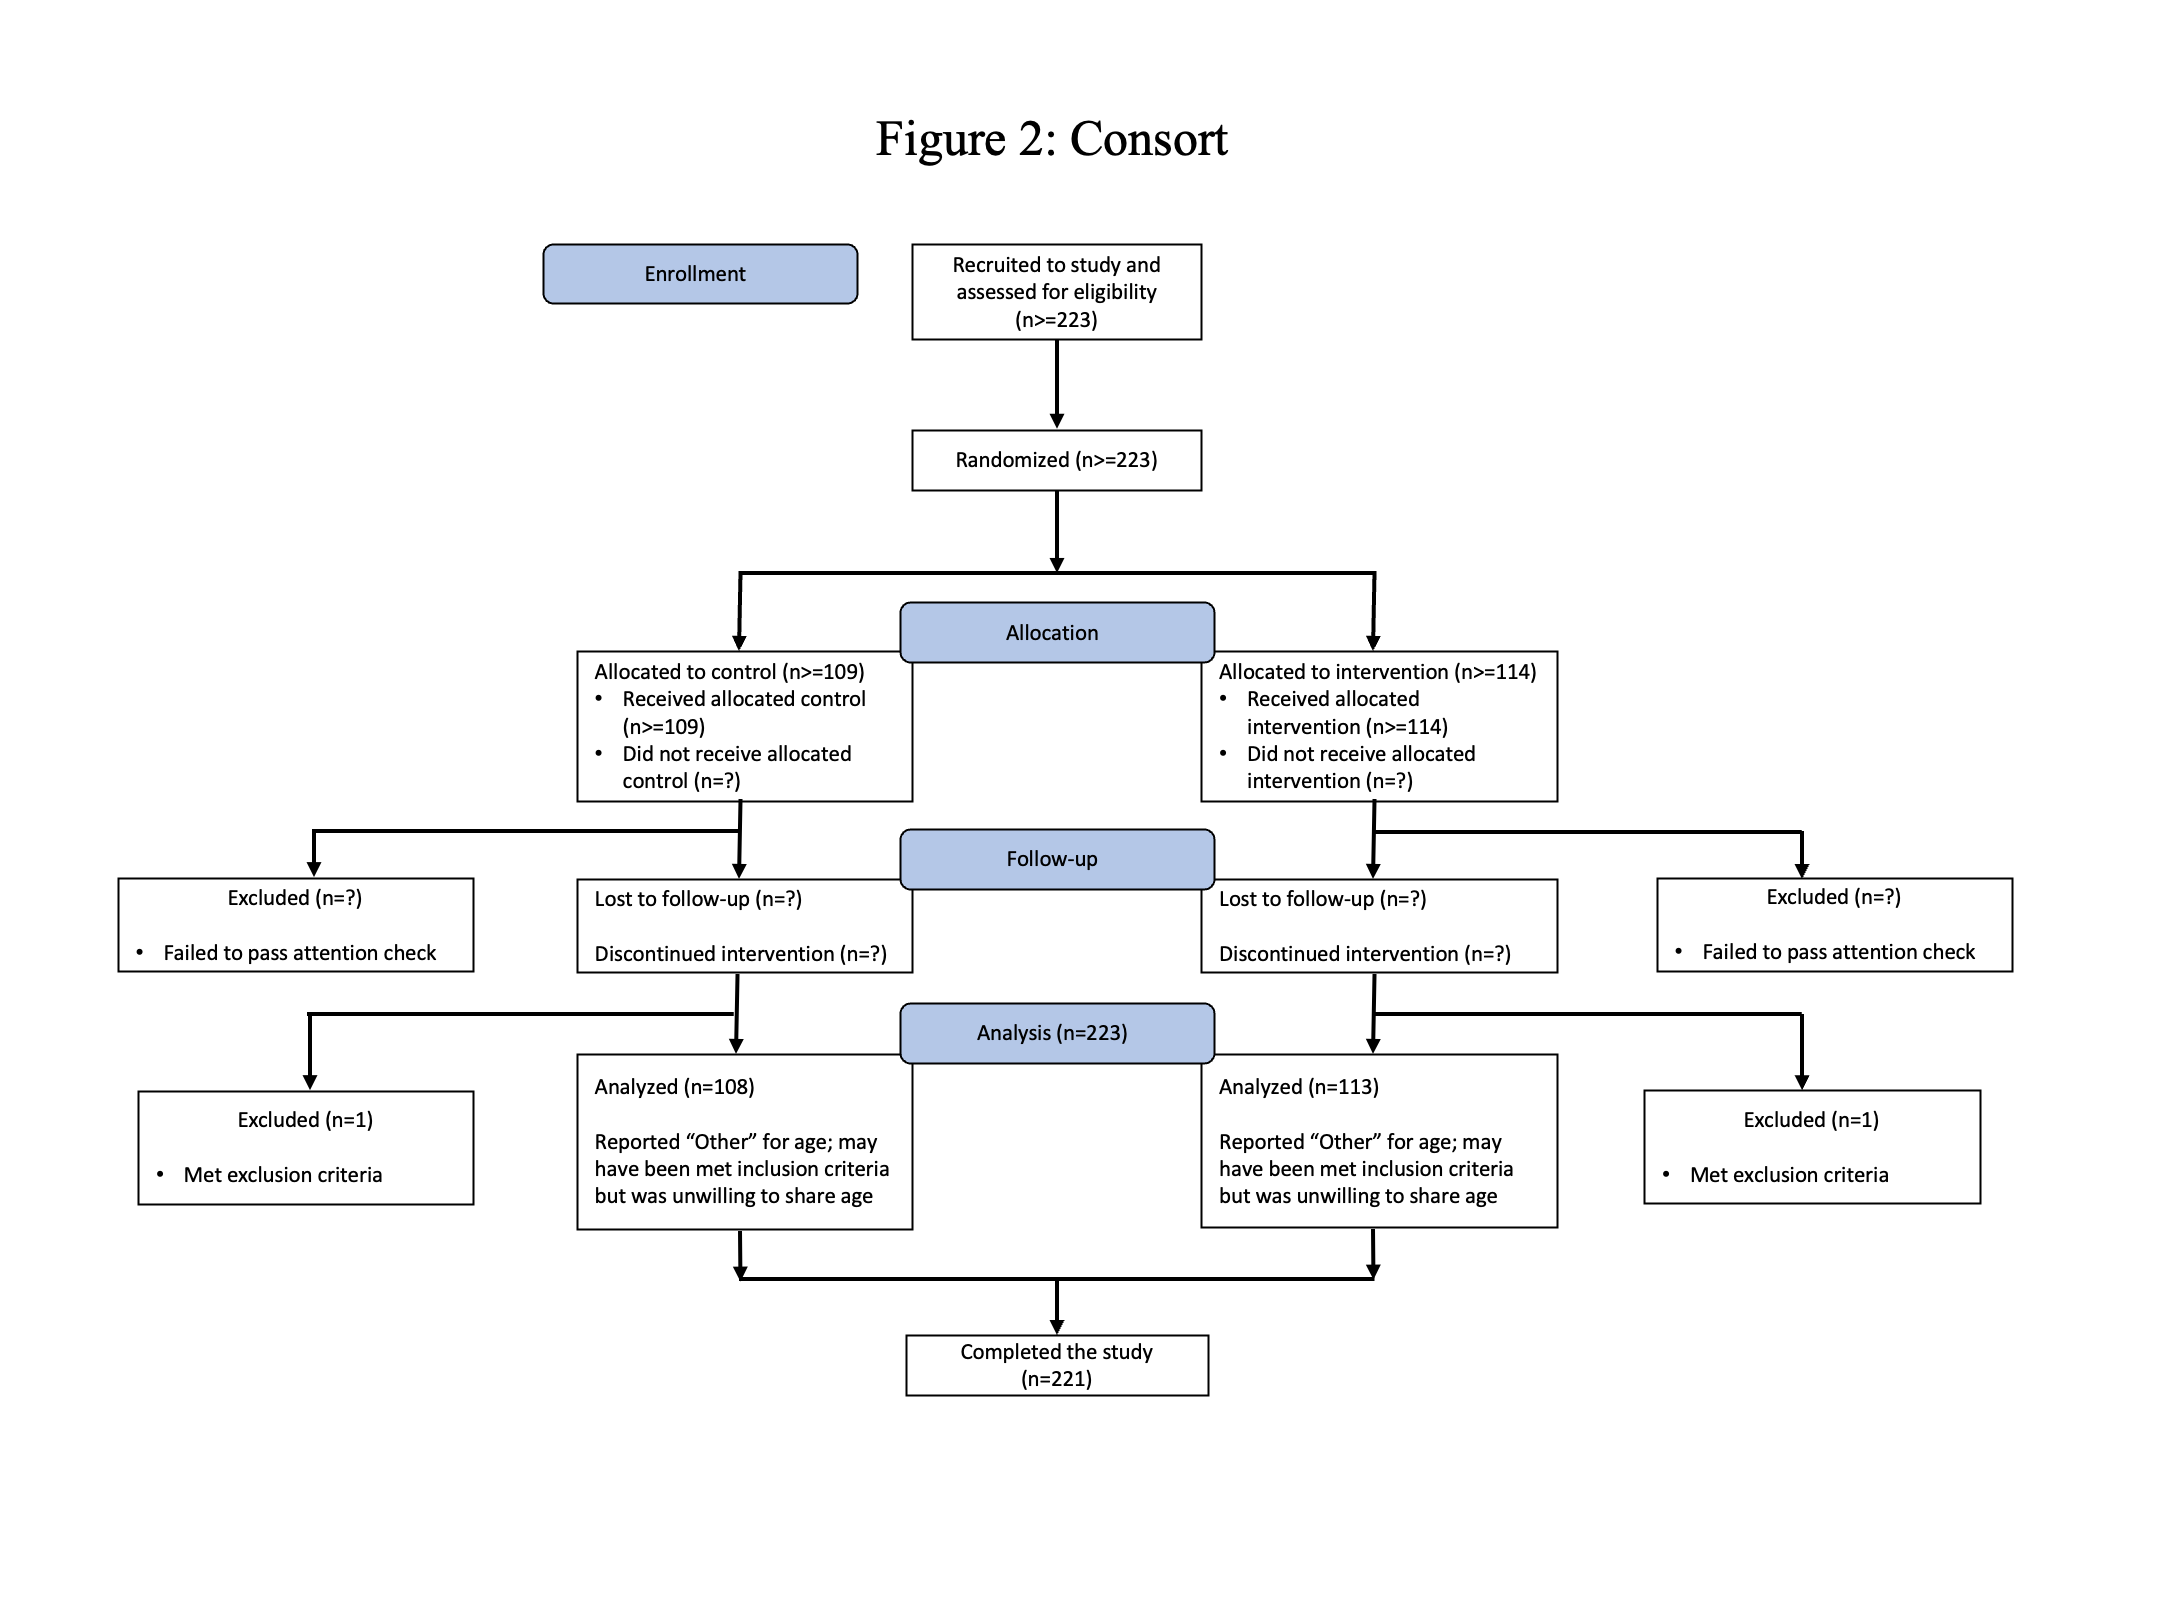 Figure 2: Consort
Enrollment
Recruited to study and
assessed for eligibility
(n>=223)
Randomized (n>=223)
Allocation
Allocated to control (n>=109)
• Received allocated control
(n>=109)
• Did not receive allocated
control (n=?)
Allocated to intervention (n>=114)
• Received allocated
intervention (n>=114)
• Did not receive allocated
intervention (n=?)
Follow-up
Excluded (n=?)
• Failed to pass attention check
Lost to follow-up (n=?)
Discontinued intervention (n=?)
Lost to follow-up (n=?)
Discontinued intervention (n=?)
Excluded (n=?)
• Failed to pass attention check
Analysis (n=223)
Excluded (n=1)
• Met exclusion criteria
Analyzed (n=108)
Reported “Other” for age; may
have been met inclusion criteria
but was unwilling to share age
Analyzed (n=113)
Reported “Other” for age; may
have been met inclusion criteria
but was unwilling to share age
Excluded (n=1)
• Met exclusion criteria
Completed the study
(n=221)